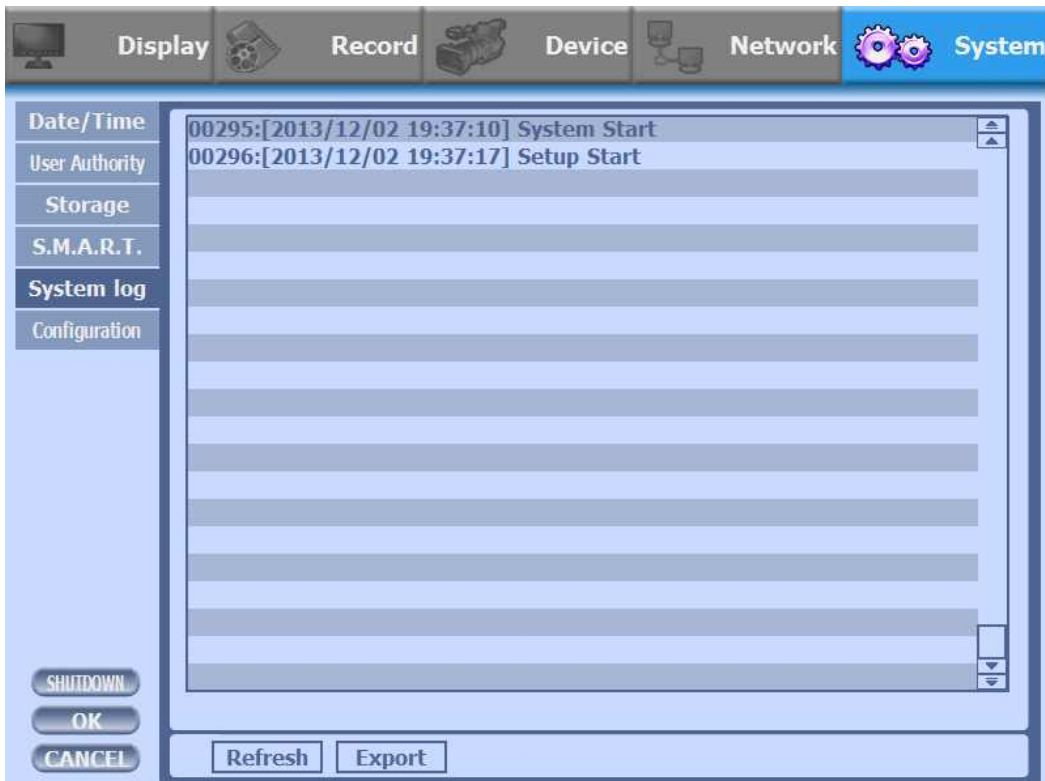 Display Record Device Network System
Date/Time
User Authority
Storage
S.M.A.R.T.
System log
Configuration
00295:[2013/12/02 19:37:10] System Start
00296:[2013/12/02 19:37:17] Setup Start
SHUTDOWN
OK
CANCEL
Refresh Export